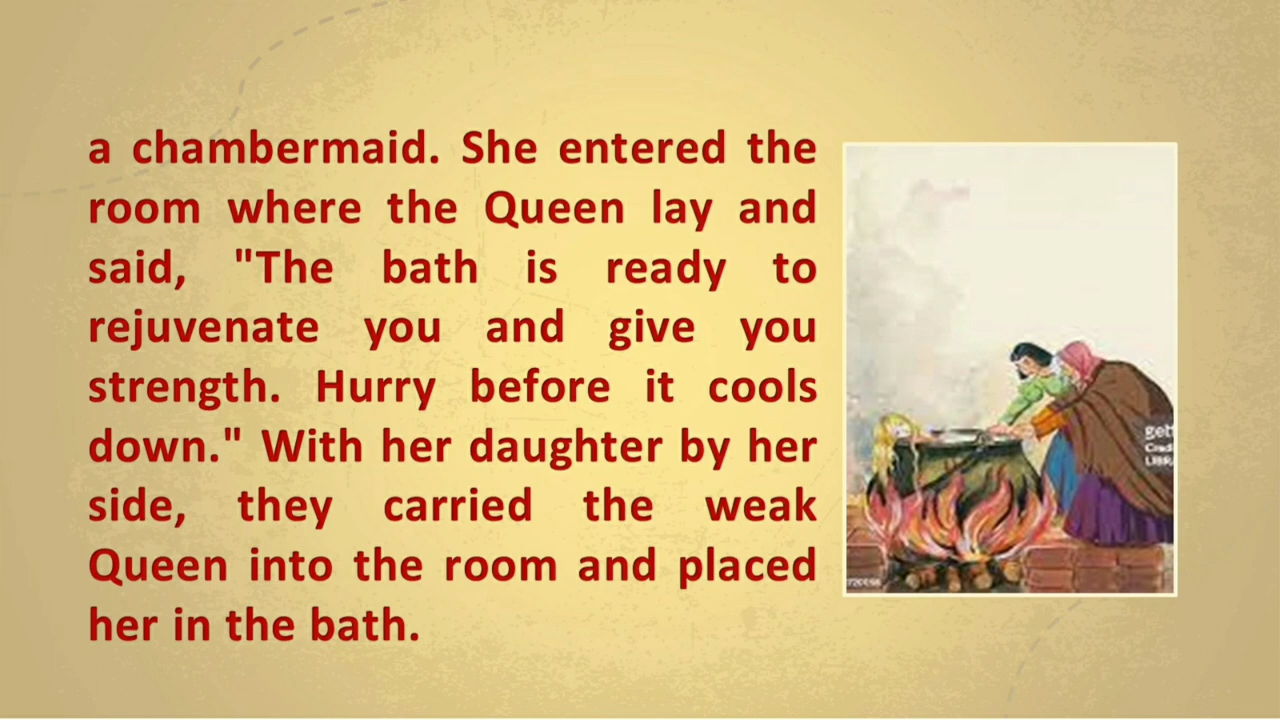 a chambermaid. She entered the
room where the Queen lay and
said, "The bath is ready to
rejuvenate you and give you
strength. Hurry before it cools
down." With her daughter by her
side, they carried the weak
Queen into the room and placed
her in the bath.